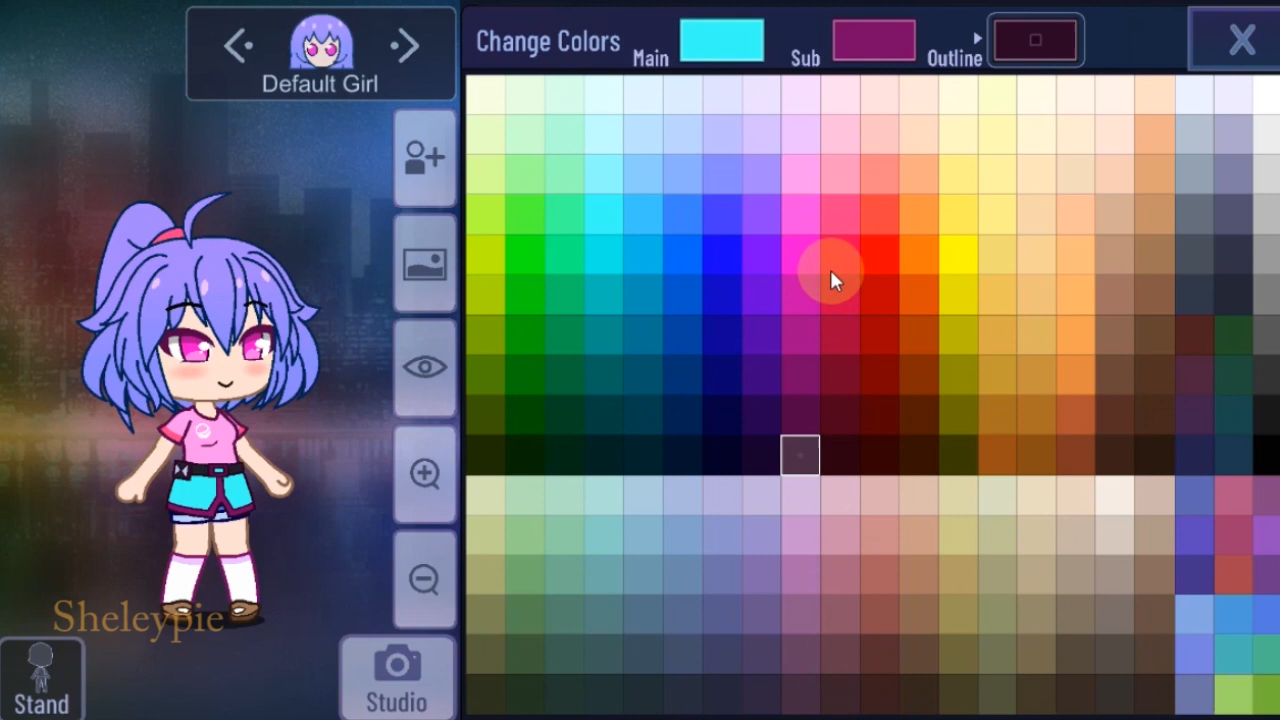 Default Girl
Change Colors
Main
Sub
Outline
X
Sheleypie
Stand
Studio